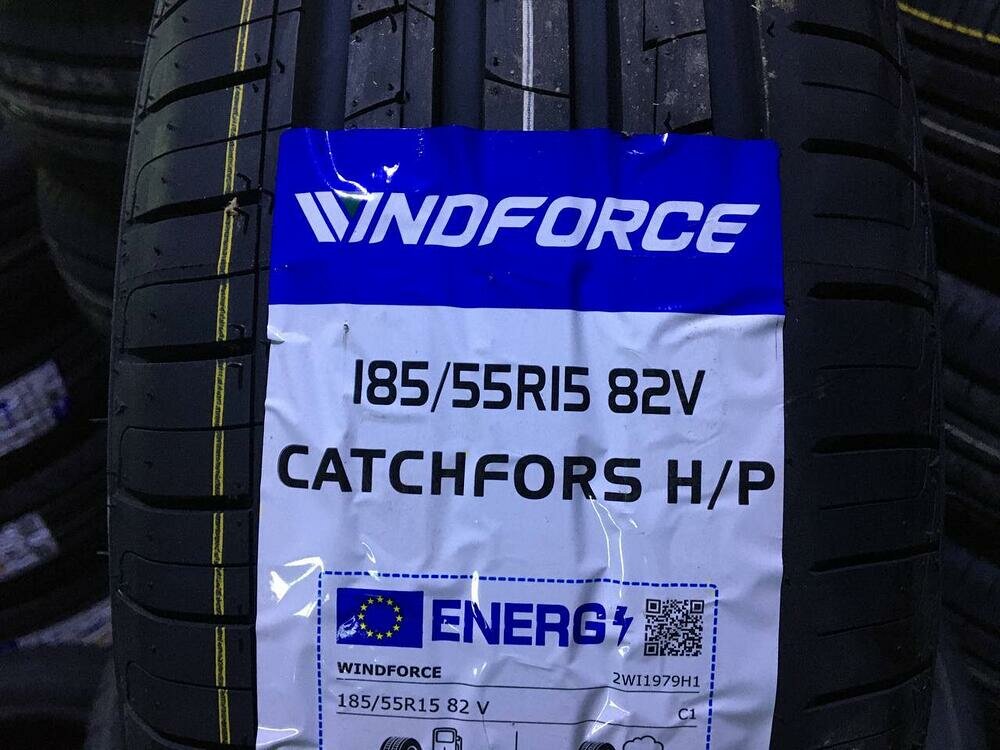 WINDFORCE
185/55R15 82V
CATCHFORS H/P
ENERG
WINDFORCE
2WI1979H1
185/55R15 82 V
C1